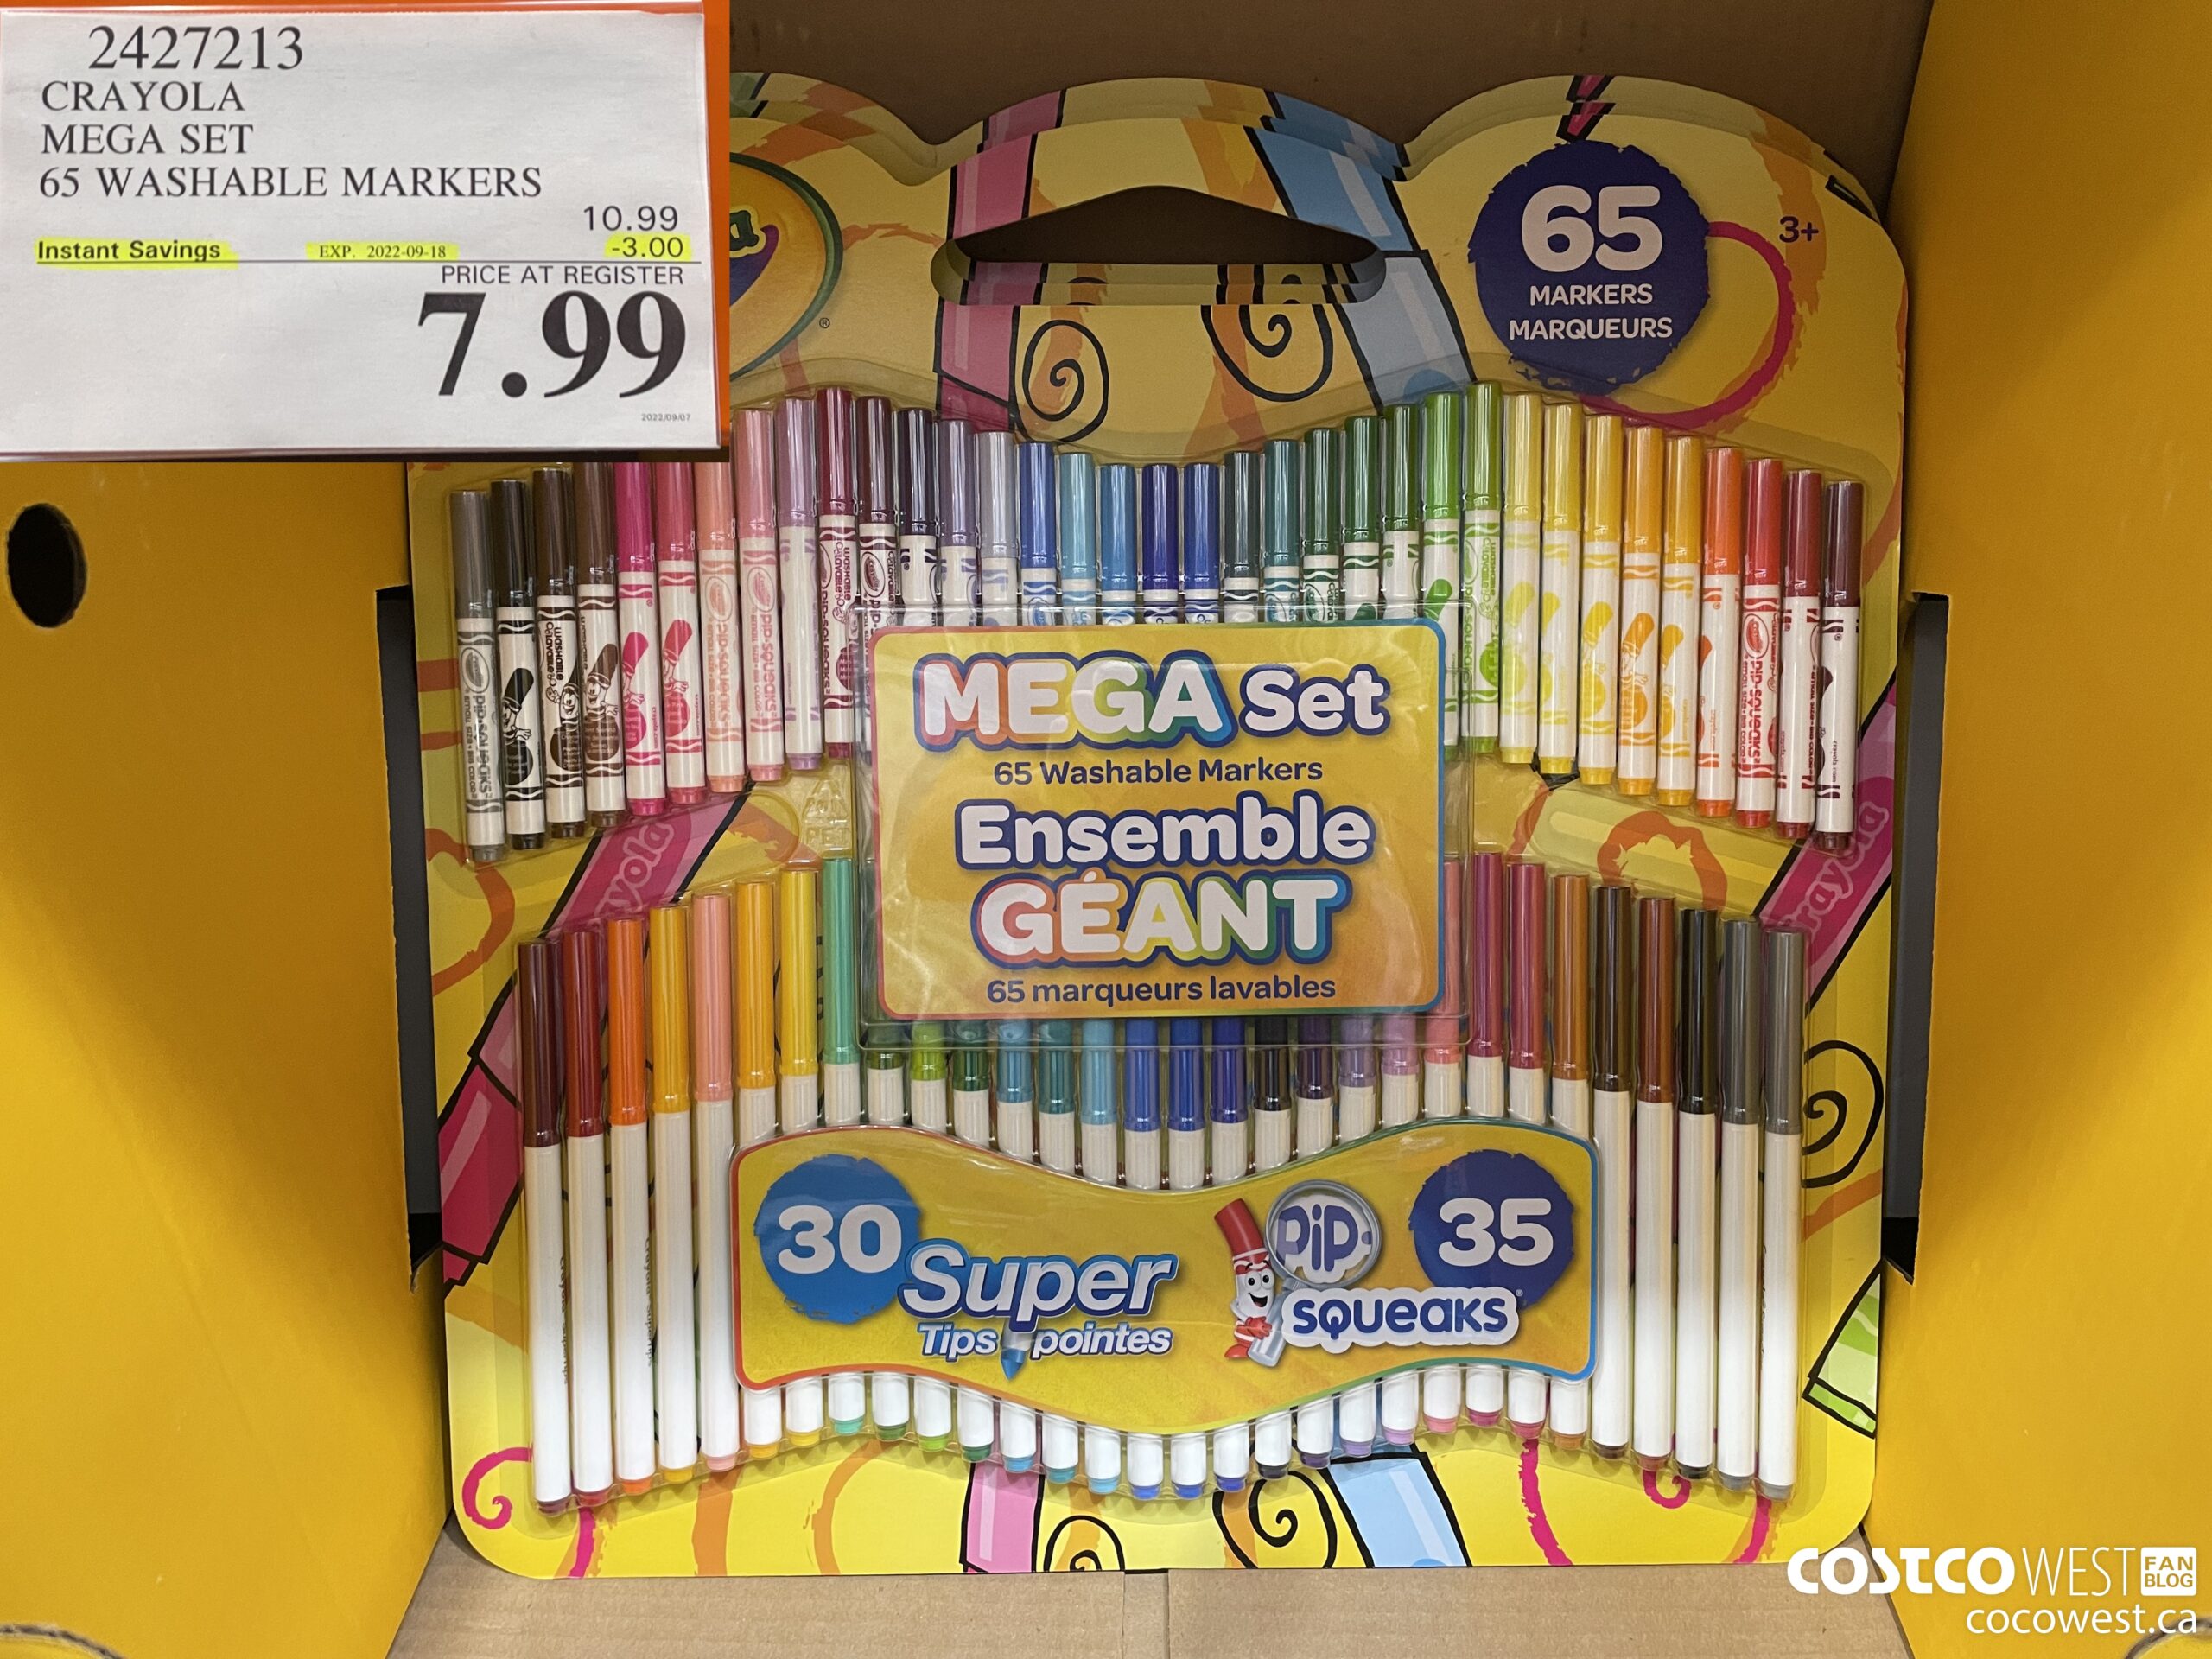 2427213
CRAYOLA
MEGA SET
65 WASHABLE MARKERS
10.99
Instant Savings EXP. 2022-09-18 -3.00
PRICE AT REGISTER
7.99
2022/09/07
®
65
MARKERS
MARQUEURS
3+
MEGA Set
65 Washable Markers
Ensemble
GÉANT
65 marqueurs lavables
30 Super
Tips pointes
Pip-
SQUEAKS
35
COSTCO WEST FAN BLOG
cocowest.ca